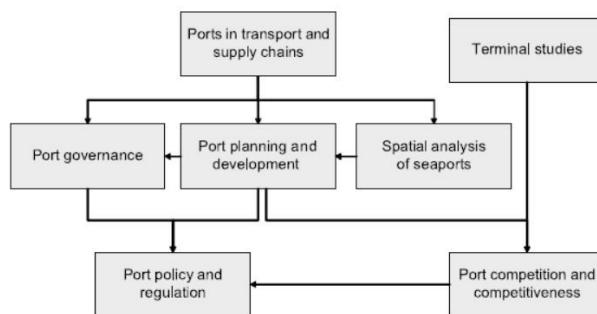 Ports in transport and
supply chains
Terminal studies
Port governance
Port planning and
development
Spatial analysis
of seaports
Port policy and
regulation
Port competition and
competitiveness